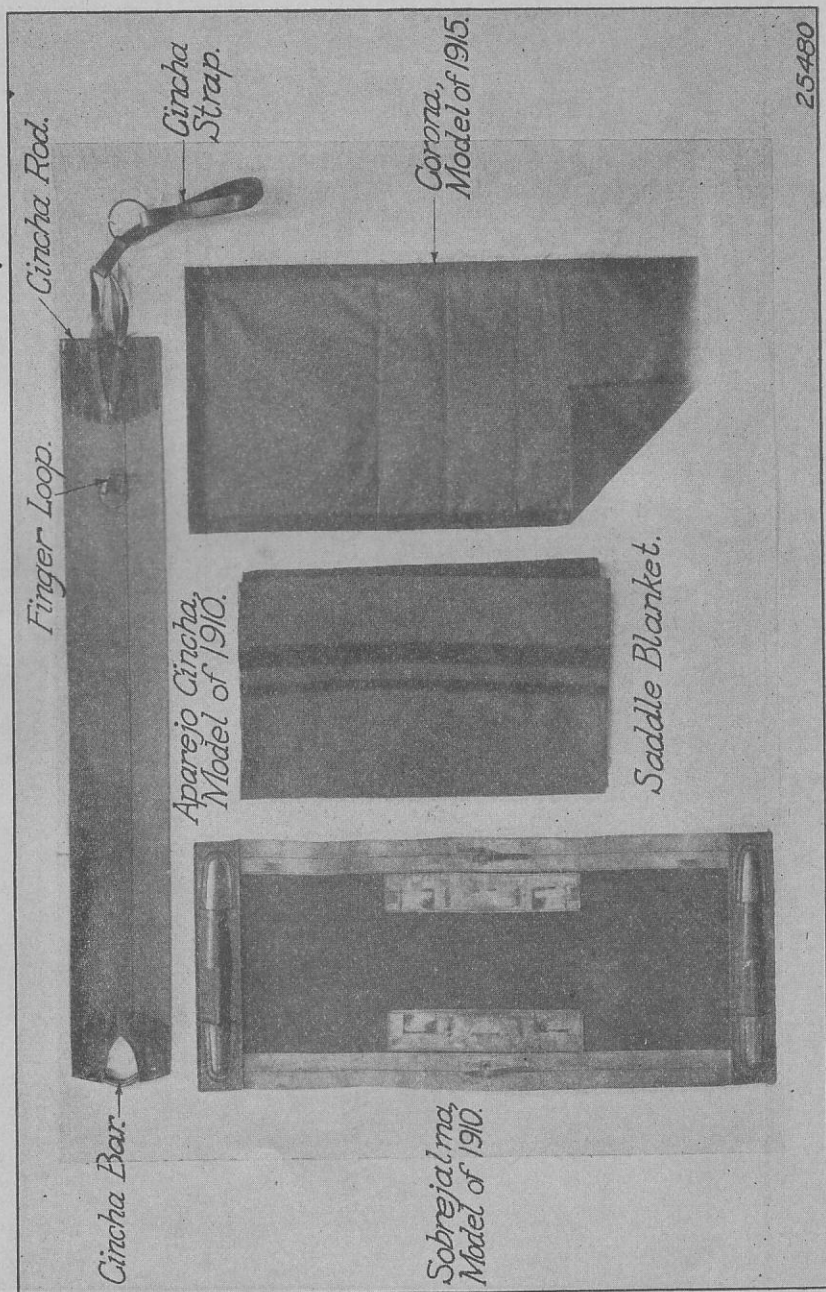 Cincha Bar.
Finger Loop.
Cincha Rod.
Cincha
Strap.
Aparejo Cincha,
Model of 1910.
Corona,
Model of 1915.
Sobrejalma,
Model of 1910.
Saddle Blanket.
25480